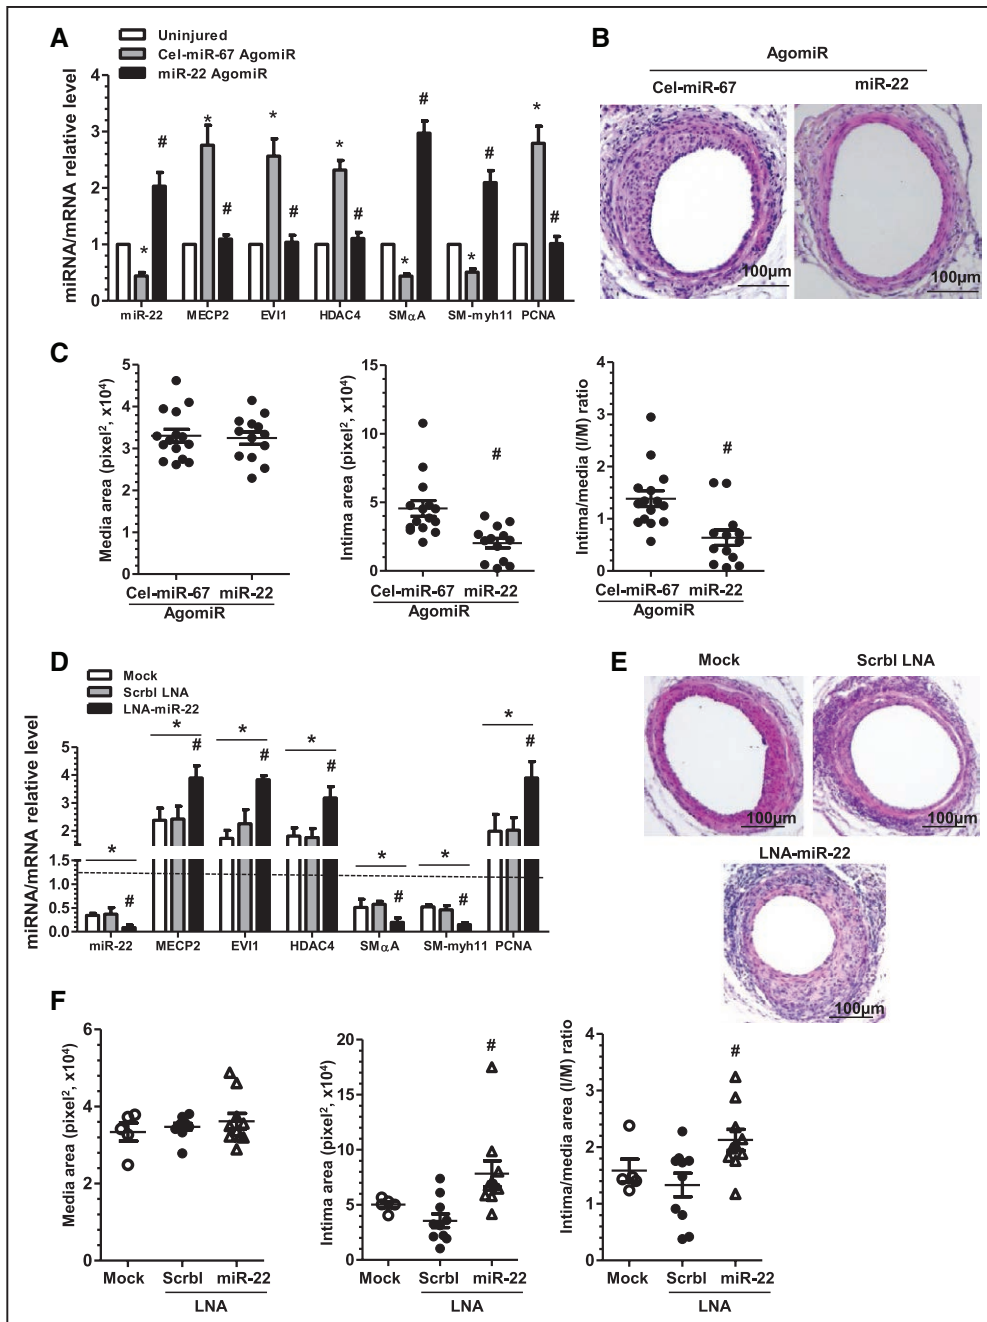 A
Uninjured
Cel-miR-67 AgomiR
miR-22 AgomiR
miRNA/mRNA relative level
4
3
2
1
0
* # * # * # * # * # * # * #
miR-22 MECP2 EVI1 HDAC4 SMαA SM-myh11 PCNA
B
AgomiR
Cel-miR-67 miR-22
100µm 100µm
C
Media area (pixel², x10⁴)
5
4
3
2
1
0
Cel-miR-67 miR-22
AgomiR
Intima area (pixel², x10⁴)
15
10
5
0
#
Cel-miR-67 miR-22
AgomiR
Intima/media (I/M) ratio
4
3
2
1
0
#
Cel-miR-67 miR-22
AgomiR
D
Mock
Scrbl LNA
LNA-miR-22
miRNA/mRNA relative level
5
4
3
2
1.5
1.0
0.5
0.0
* # * # * # * # * # * # * #
miR-22 MECP2 EVI1 HDAC4 SMαA SM-myh11 PCNA
E
Mock Scrbl LNA
100µm 100µm
LNA-miR-22
100µm
F
Media area (pixel², x10⁴)
6
4
2
0
Mock Scrbl miR-22
LNA
Intima area (pixel², x10⁴)
20
15
10
5
0
#
Mock Scrbl miR-22
LNA
Intima/media area (I/M) ratio
4
3
2
1
0
#
Mock Scrbl miR-22
LNA